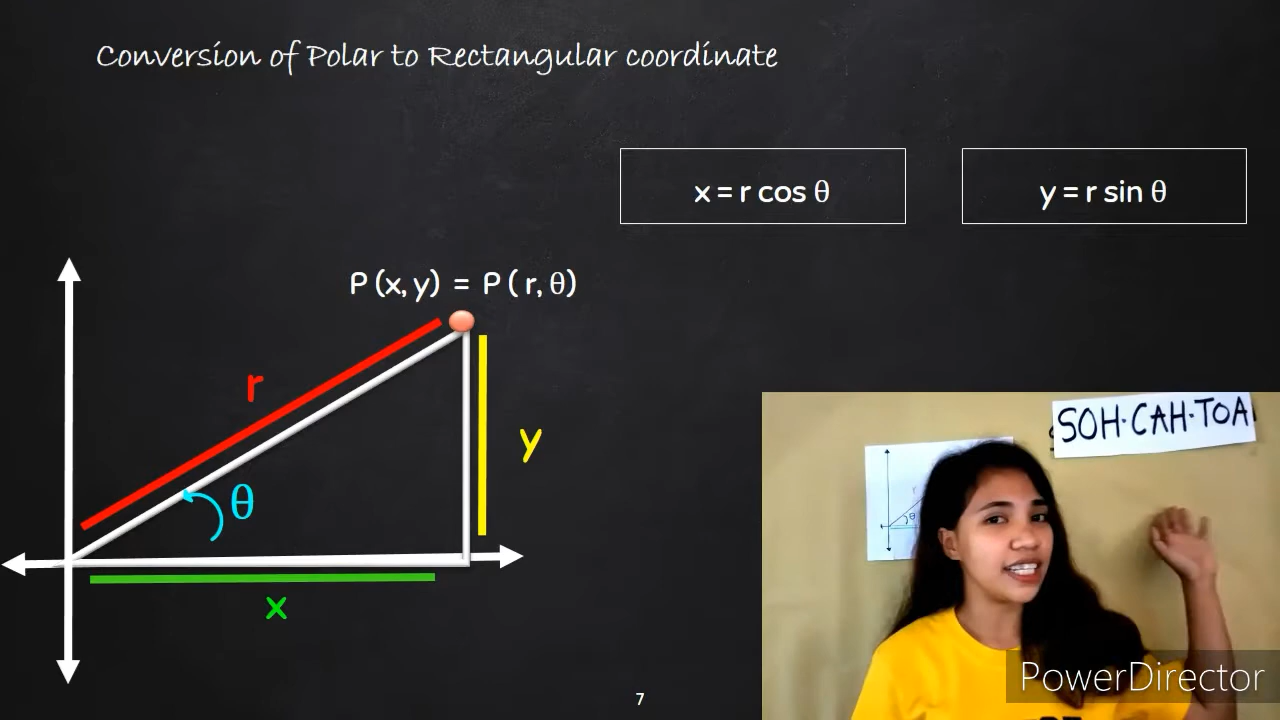 Conversion of Polar to Rectangular coordinate
x = r cos θ
y = r sin θ
P (x, y) = P ( r, θ)
r
y
θ
x
SOH·CAH·TOA
r
θ
PowerDirector
7